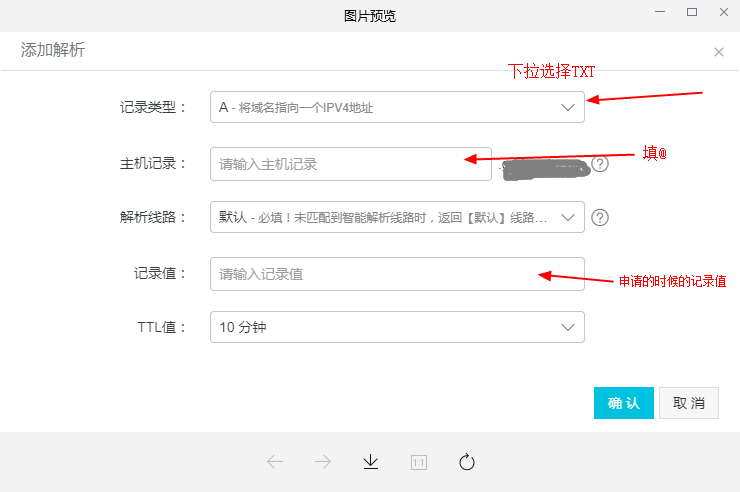 图片预览
添加解析
下拉选择TXT
记录类型：
A - 将域名指向一个IPV4地址
主机记录：
请输入主机记录
填@
?
解析线路：
默认 - 必填！未匹配到智能解析线路时，返回【默认】线路...
?
记录值：
请输入记录值
申请的时候的记录值
TTL值：
10 分钟
确 认
取 消
1:1